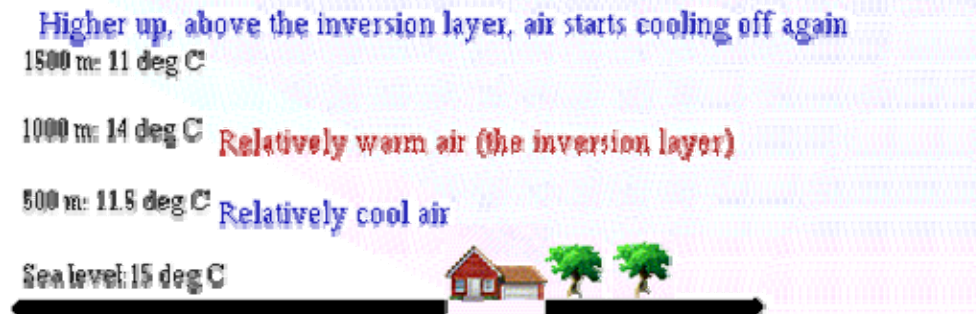 Higher up, above the inversion layer, air starts cooling off again
1500 m: 11 deg C
1000 m: 14 deg C
Relatively warm air (the inversion layer)
500 m: 11.5 deg C
Relatively cool air
Sea level: 15 deg C